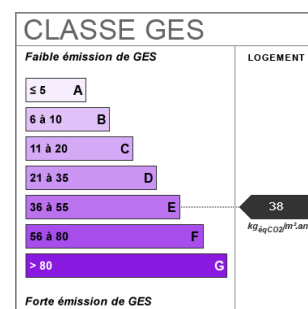 CLASSE GES
Faible émission de GES
LOGEMENT
≤ 5 A
6 à 10 B
11 à 20 C
21 à 35 D
36 à 55 E
38
kgéqCO2/m².an
56 à 80 F
> 80 G
Forte émission de GES